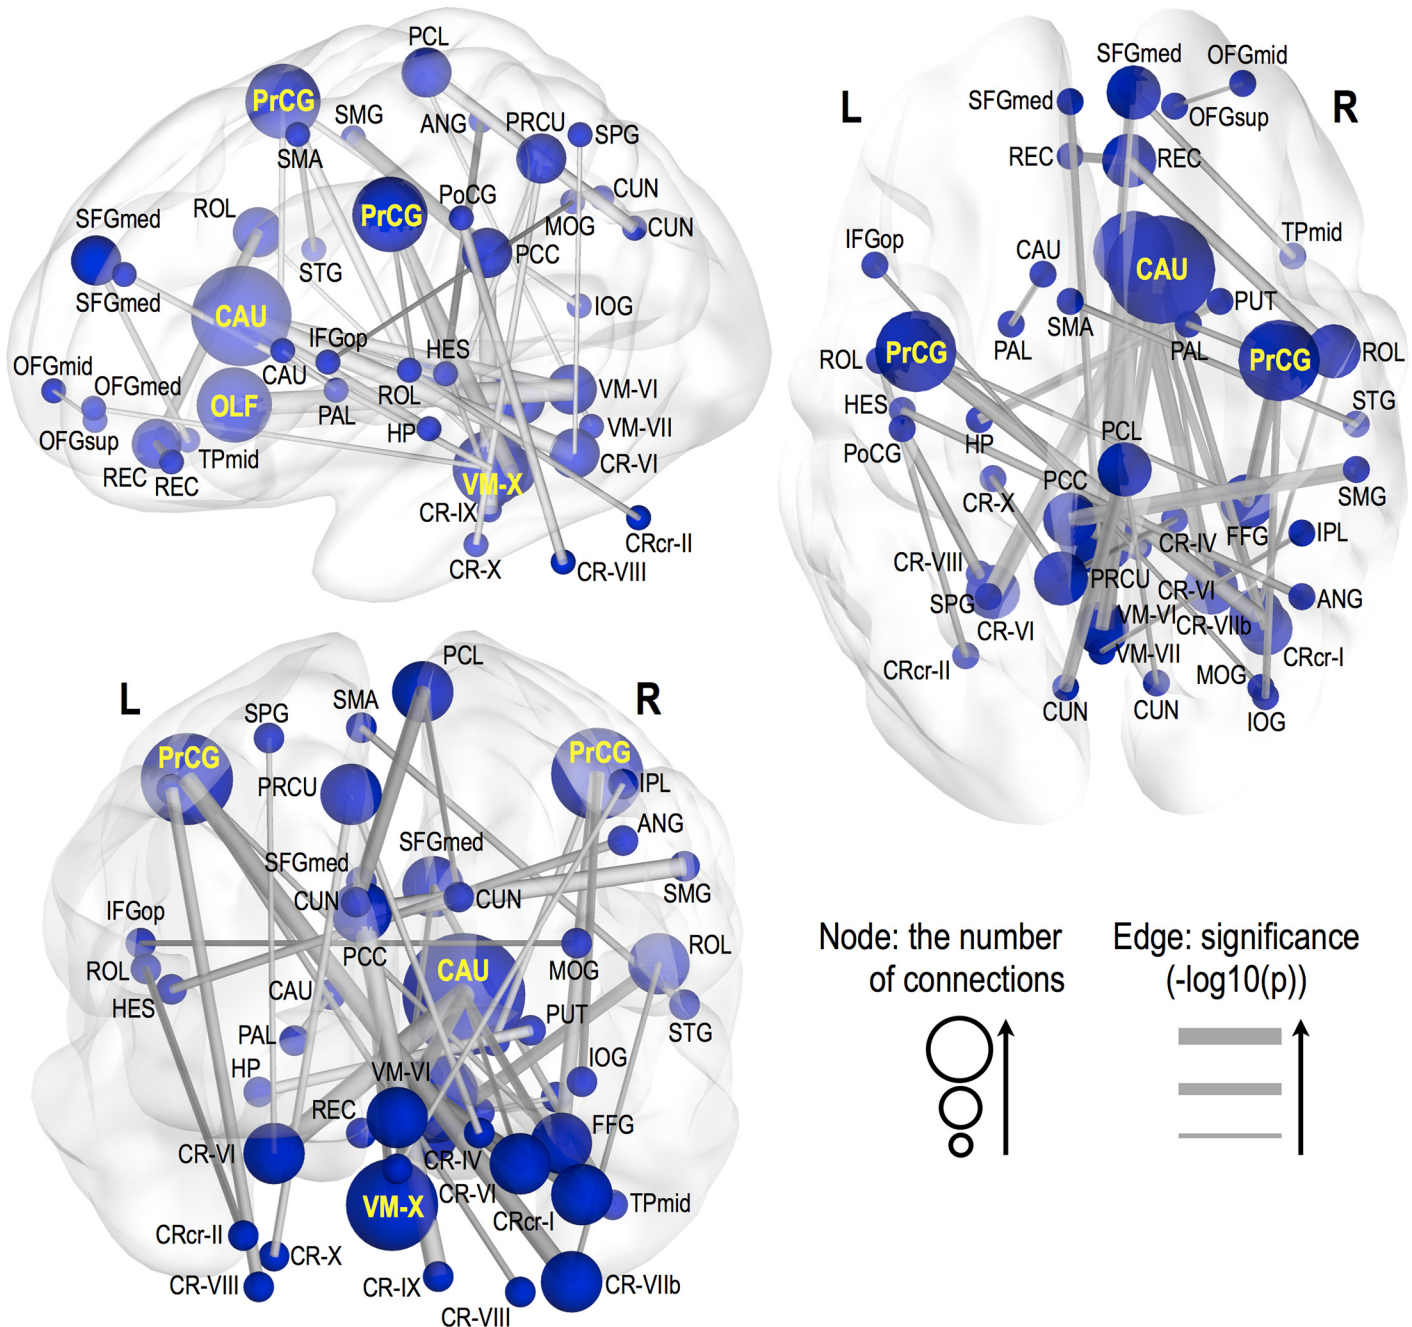 PCL
PrCG
SMG
ANG
PRCU
SPG
SMA
ROL
PrCG
PoCG
CUN
SFGmed
MOG
CUN
STG
PCC
SFGmed
CAU
IOG
IFGop
HES
OFGmid
OFGmed
CAU
ROL
VM-VI
OLF
PAL
OFGsup
HP
VM-VII
REC
REC
TPmid
CR-VI
VM-X
CR-IX
CRcr-II
CR-X
CR-VIII
SFGmed
OFGmid
L
SFGmed
R
OFGsup
REC
REC
IFGop
CAU
TPmid
CAU
PUT
SMA
PAL
PAL
ROL
PrCG
PrCG
ROL
HES
STG
PoCG
HP
PCL
PCC
SMG
CR-X
CR-IV
FFG
IPL
CR-VIII
PRCU
CR-VI
SPG
ANG
CR-VI
VM-VI
CR-VIIb
CRcr-II
VM-VII
CRcr-I
MOG
CUN
CUN
IOG
PCL
L
SPG
SMA
R
PrCG
PrCG
PRCU
IPL
ANG
SFGmed
SFGmed
CUN
CUN
SMG
IFGop
ROL
PCC
CAU
MOG
ROL
HES
CAU
PUT
STG
PAL
HP
VM-VI
IOG
REC
FFG
CR-VI
CR-IV
CR-VI
VM-X
CRcr-I
TPmid
CRcr-II
CR-X
CR-VIII
CR-IX
CR-VIII
CR-VIIb
Node: the number
of connections
Edge: significance
(-log10(p))